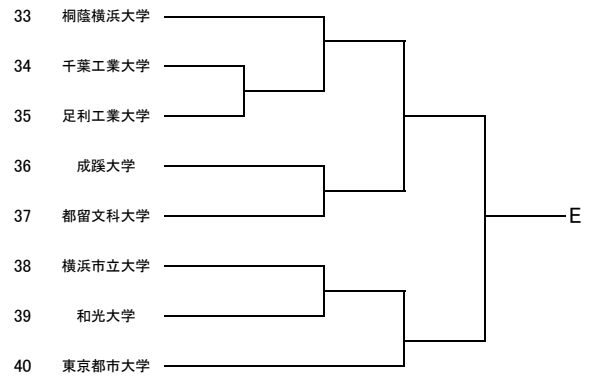 33 桐蔭横浜大学
34 千葉工業大学
35 足利工業大学
36 成蹊大学
37 都留文科大学
E
38 横浜市立大学
39 和光大学
40 東京都市大学